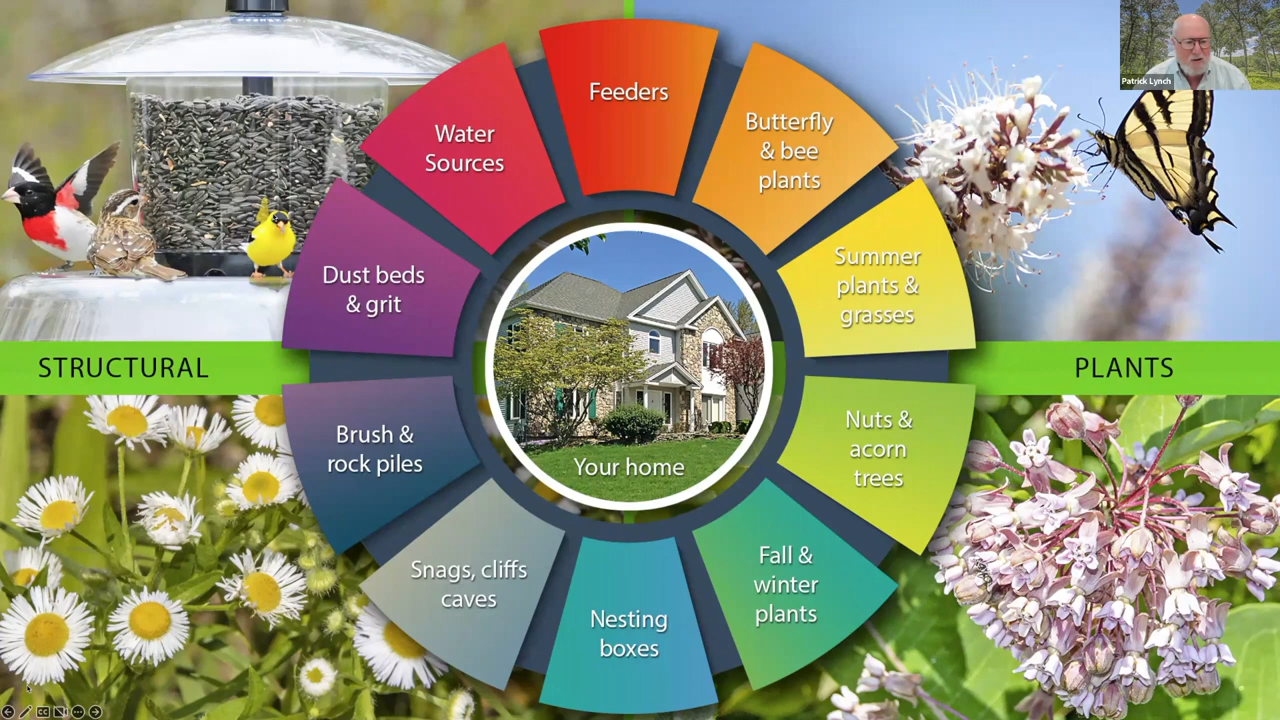 Patrick Lynch
Feeders
Butterfly
& bee
plants
Summer
plants &
grasses
Nuts &
acorn
trees
Fall &
winter
plants
Nesting
boxes
Snags, cliffs
caves
Brush &
rock piles
Dust beds
& grit
Water
Sources
Your home
STRUCTURAL
PLANTS
CC